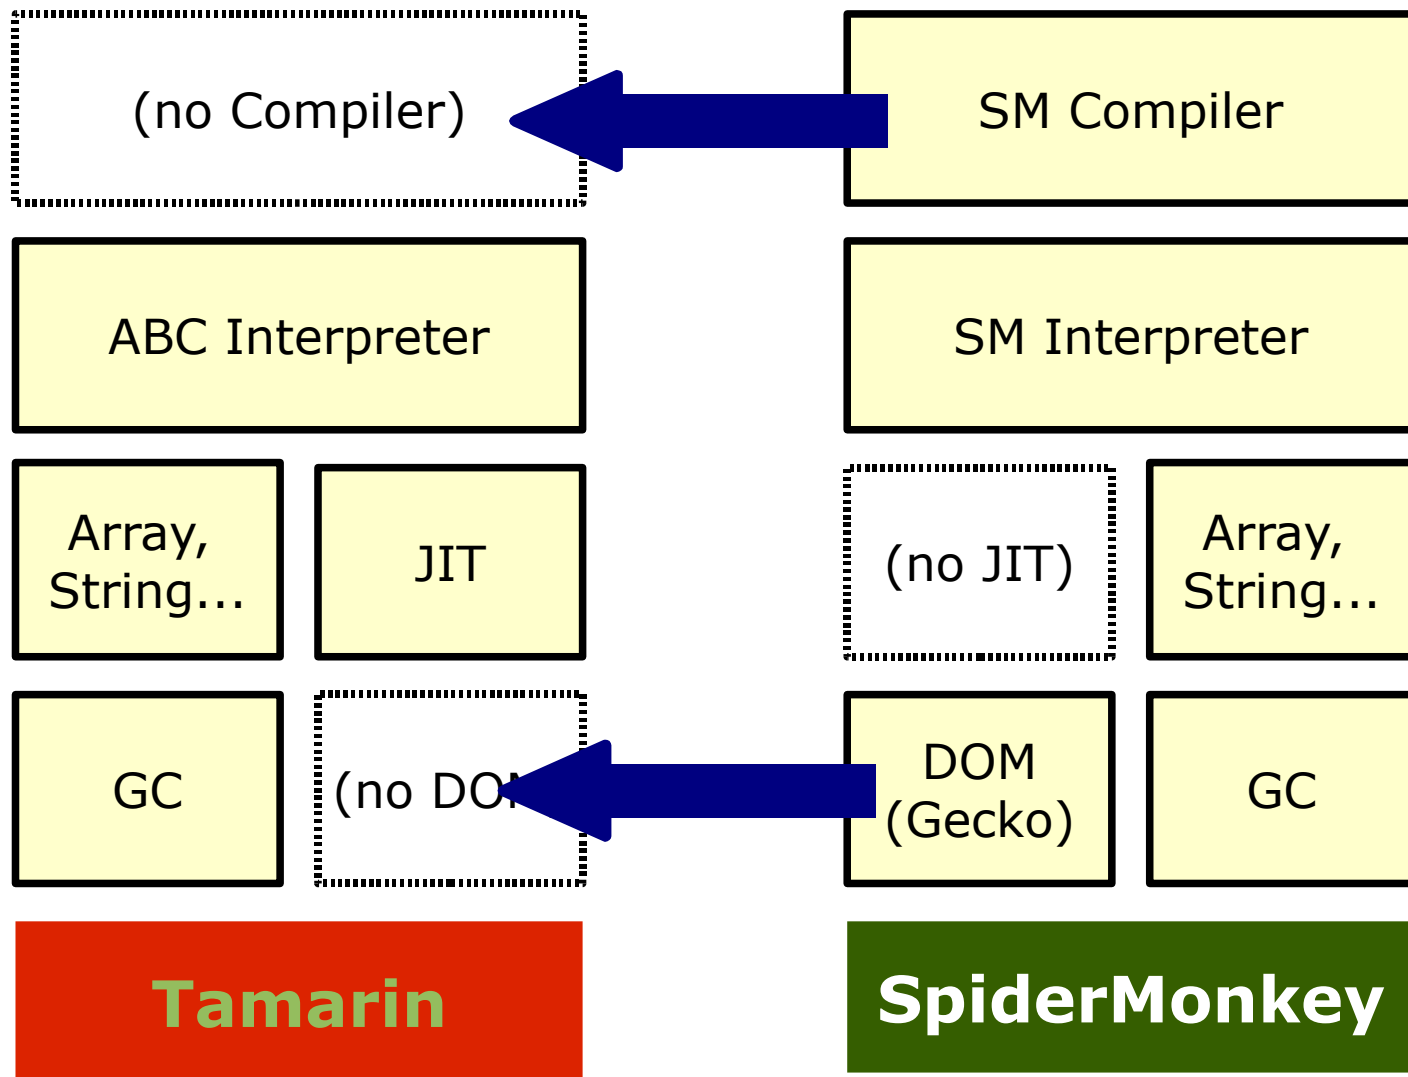 (no Compiler)
SM Compiler
ABC Interpreter
SM Interpreter
Array,
String...
JIT
(no JIT)
Array,
String...
GC
(no
DOM
(Gecko)
GC
Tamarin
SpiderMonkey